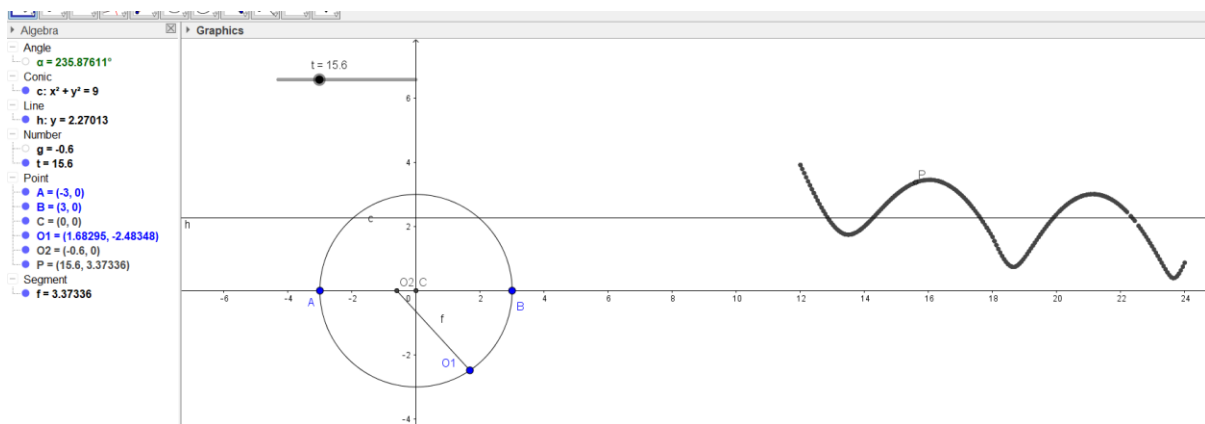 Algebra
Angle
α = 235.87611°
Conic
c: x² + y² = 9
Line
h: y = 2.27013
Number
g = -0.6
t = 15.6
Point
A = (-3, 0)
B = (3, 0)
C = (0, 0)
O1 = (1.68295, -2.48348)
O2 = (-0.6, 0)
P = (15.6, 3.37336)
Segment
f = 3.37336
Graphics
t = 15.6
6
4
P
c
h
2
O2 C
-6 -4 -2 0 2 4 6 8 10 12 14 16 18 20 22 24
A B
f
-2
O1
-4